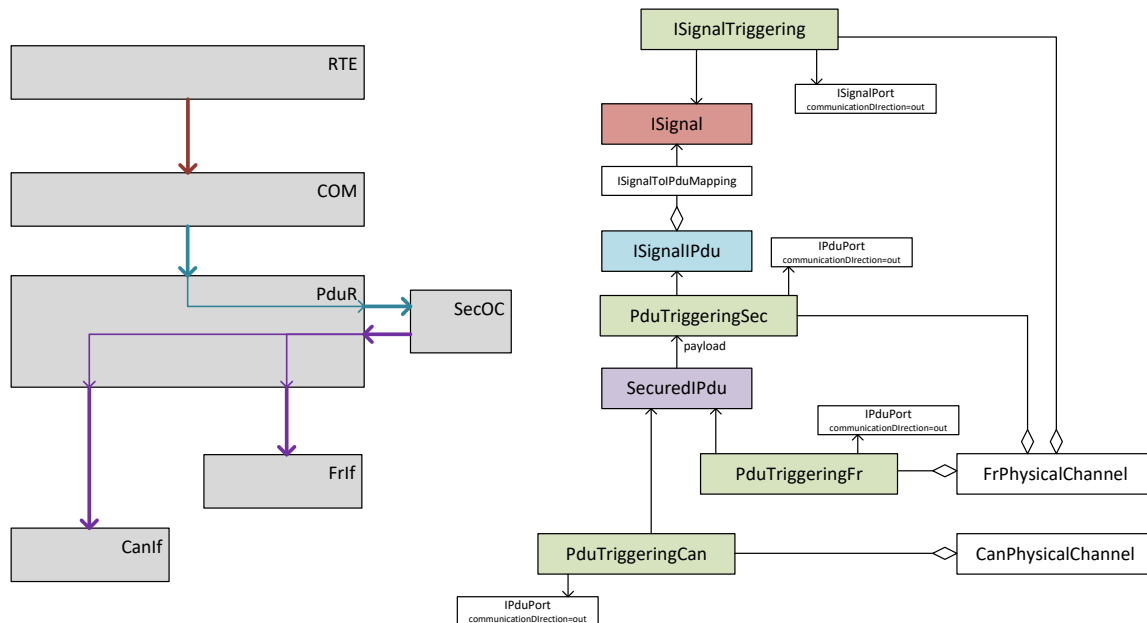 RTE
COM
PduR
SecOC
FrIf
CanIf
ISignalTriggering
ISignalPort
communicationDIrection=out
ISignal
ISignalToIPduMapping
ISignalIPdu
IPduPort
communicationDIrection=out
PduTriggeringSec
payload
SecuredIPdu
IPduPort
communicationDIrection=out
PduTriggeringFr
FrPhysicalChannel
PduTriggeringCan
CanPhysicalChannel
IPduPort
communicationDIrection=out